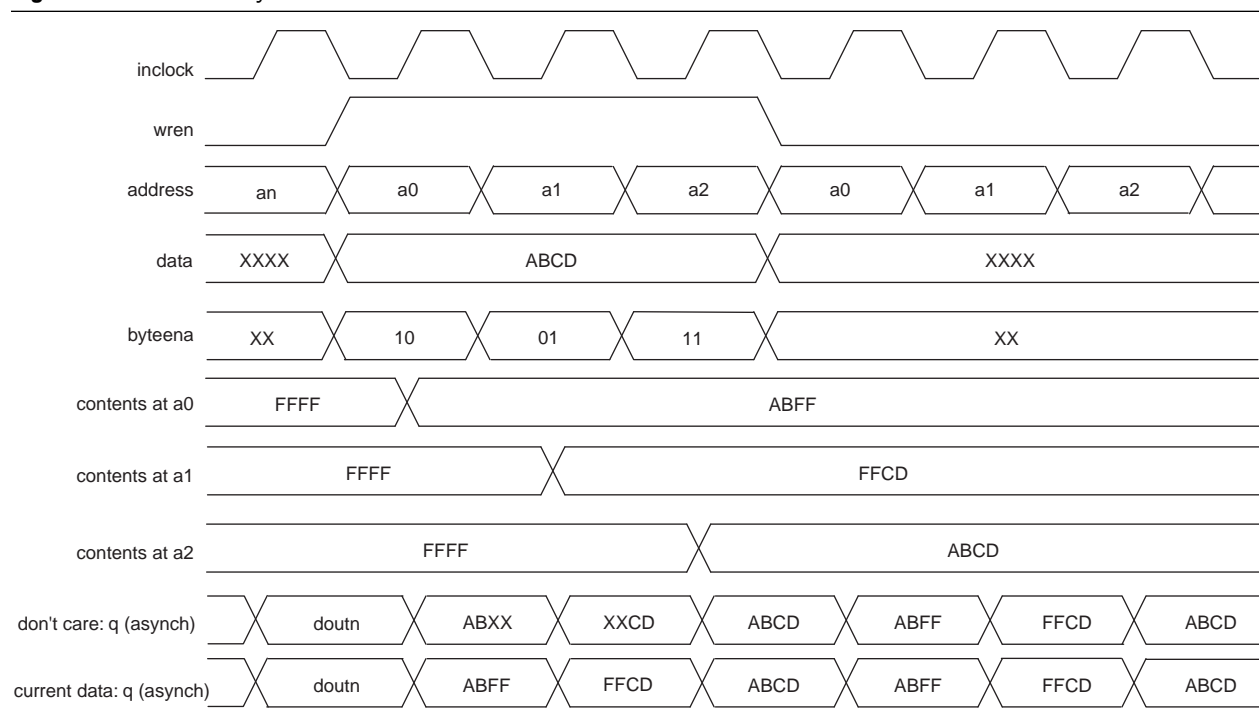 inclock
wren
address an a0 a1 a2 a0 a1 a2
data XXXX ABCD XXXX
byteena XX 10 01 11 XX
contents at a0 FFFF ABFF
contents at a1 FFFF FFCD
contents at a2 FFFF ABCD
don't care: q (asynch) doutn ABXX XXCD ABCD ABFF FFCD ABCD
current data: q (asynch) doutn ABFF FFCD ABCD ABFF FFCD ABCD